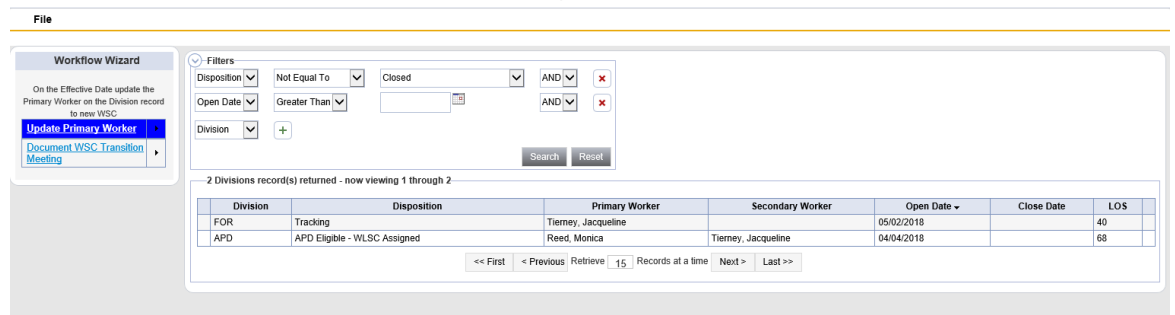 File
Workflow Wizard
On the Effective Date update the
Primary Worker on the Division record
to new WSC
Update Primary Worker
Document WSC Transition
Meeting
Filters
Disposition Not Equal To Closed AND
Open Date Greater Than AND
Division
Search Reset
2 Divisions record(s) returned - now viewing 1 through 2
Division Disposition Primary Worker Secondary Worker Open Date Close Date LOS
FOR Tracking Tierney, Jacqueline 05/02/2018 40
APD APD Eligible - WLSC Assigned Reed, Monica Tierney, Jacqueline 04/04/2018 68
<< First < Previous Retrieve 15 Records at a time Next > Last >>